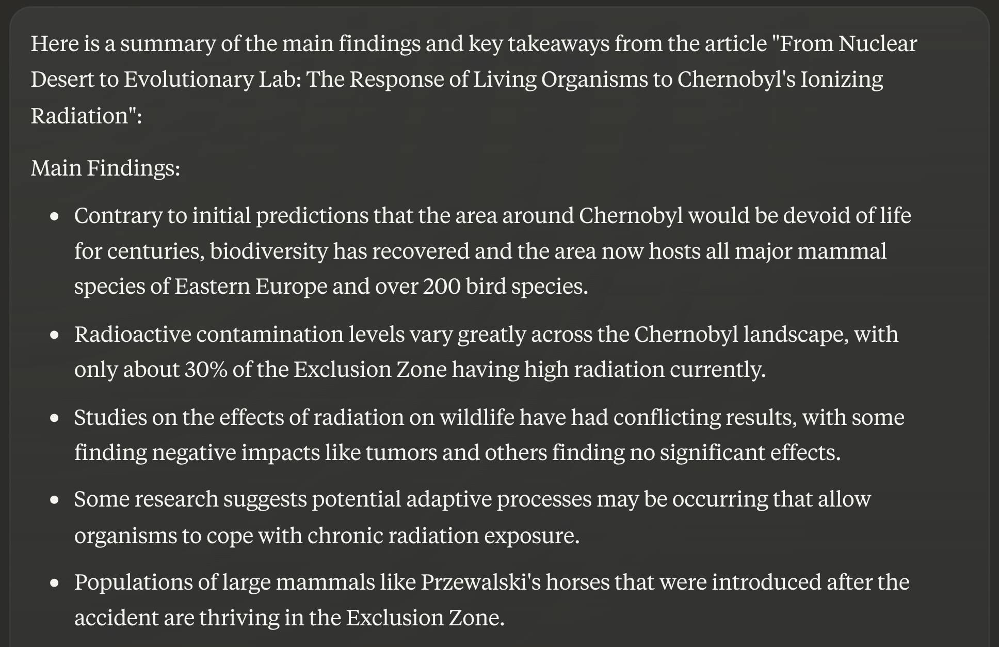 Here is a summary of the main findings and key takeaways from the article "From Nuclear
Desert to Evolutionary Lab: The Response of Living Organisms to Chernobyl's Ionizing
Radiation":
Main Findings:
• Contrary to initial predictions that the area around Chernobyl would be devoid of life
for centuries, biodiversity has recovered and the area now hosts all major mammal
species of Eastern Europe and over 200 bird species.
• Radioactive contamination levels vary greatly across the Chernobyl landscape, with
only about 30% of the Exclusion Zone having high radiation currently.
• Studies on the effects of radiation on wildlife have had conflicting results, with some
finding negative impacts like tumors and others finding no significant effects.
• Some research suggests potential adaptive processes may be occurring that allow
organisms to cope with chronic radiation exposure.
• Populations of large mammals like Przewalski's horses that were introduced after the
accident are thriving in the Exclusion Zone.